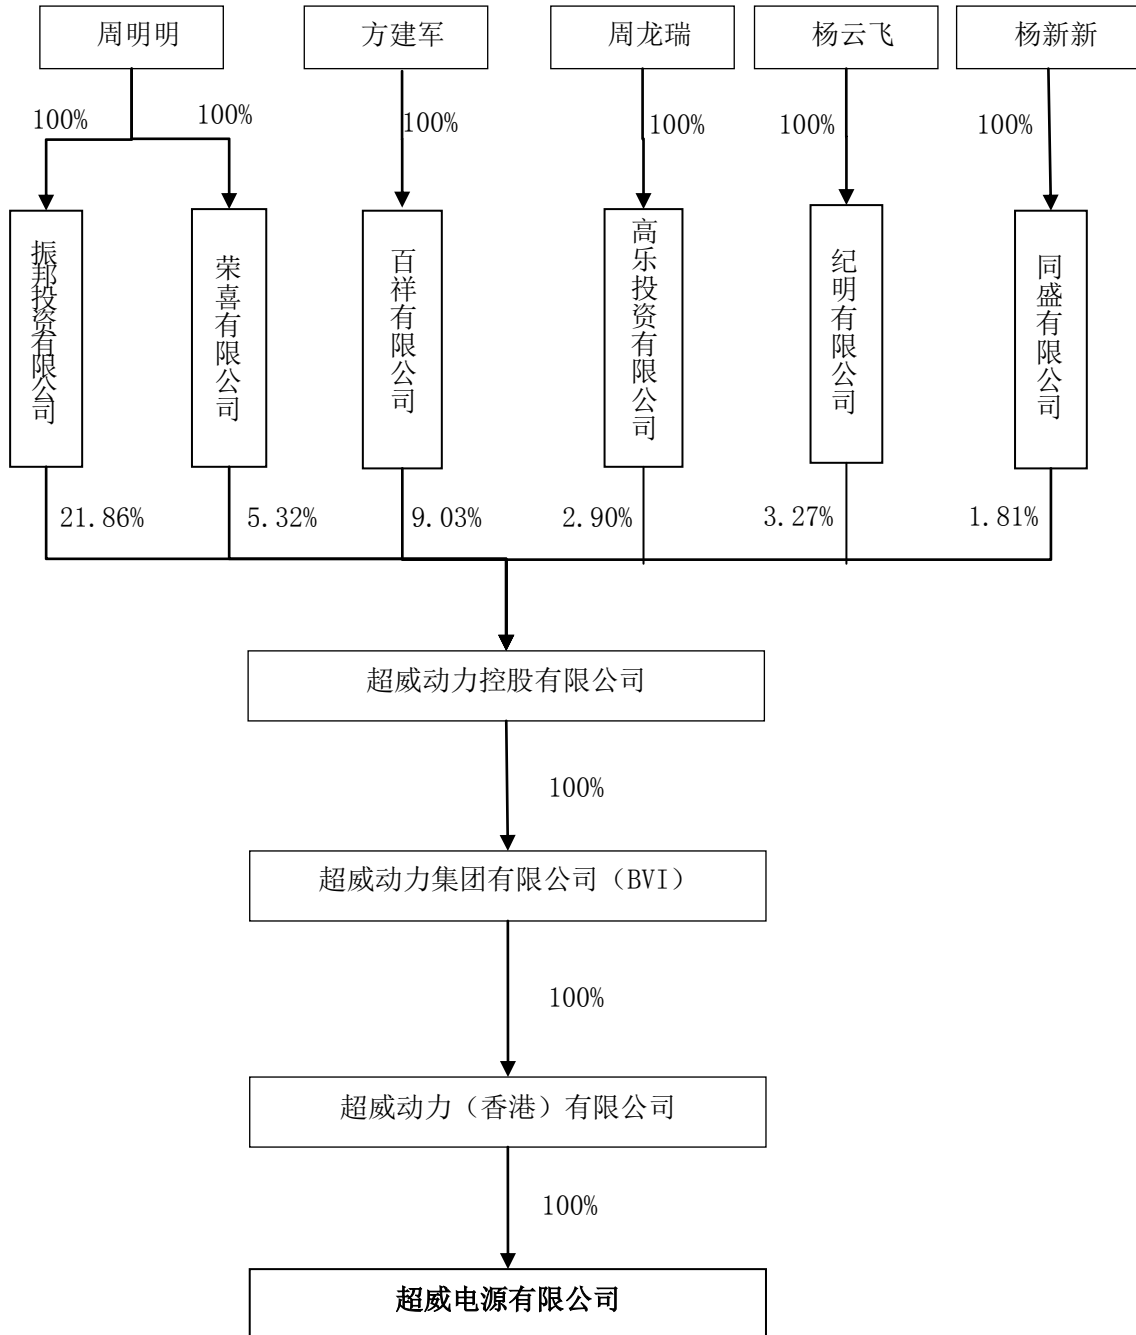 周明明
方建军
周龙瑞
杨云飞
杨新新
100%
100%
100%
100%
100%
100%
振邦投资有限公司
荣喜有限公司
百祥有限公司
高乐投资有限公司
纪明有限公司
同盛有限公司
21.86%
5.32%
9.03%
2.90%
3.27%
1.81%
超威动力控股有限公司
100%
超威动力集团有限公司（BVI）
100%
超威动力（香港）有限公司
100%
超威电源有限公司